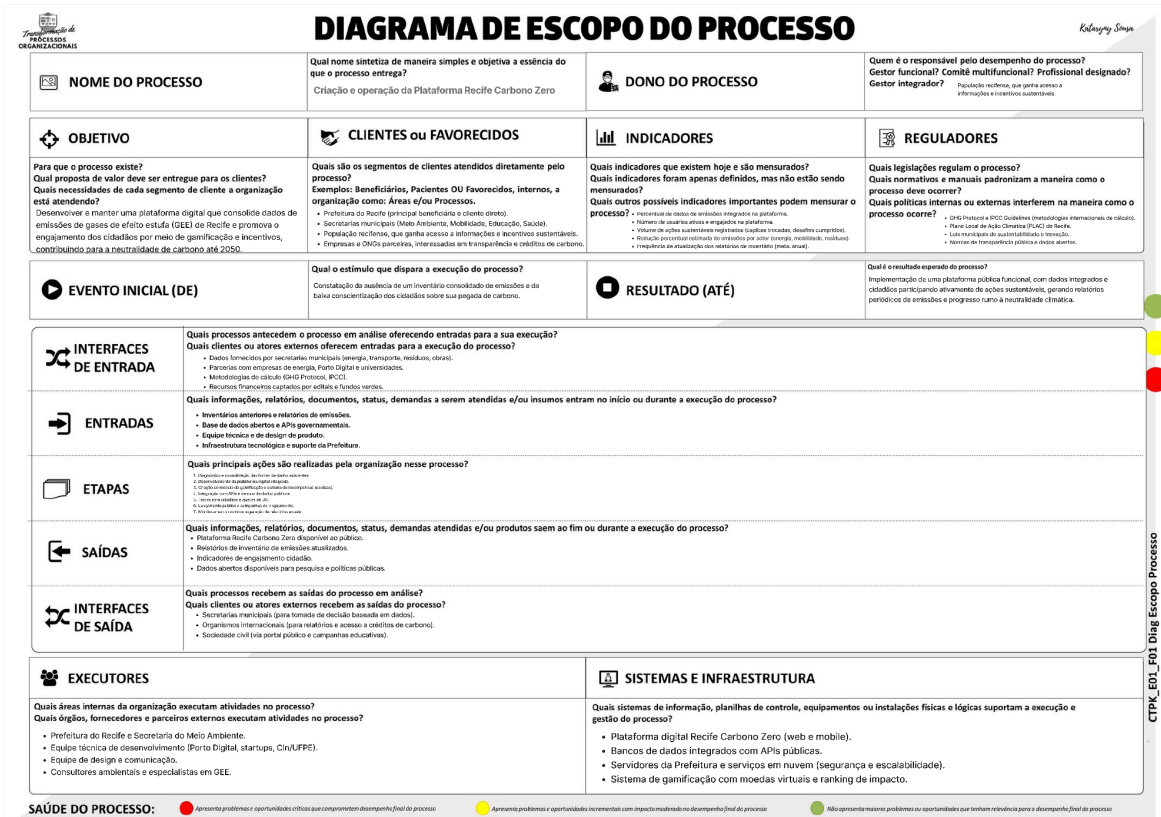 Transformação de
PROCESSOS
ORGANIZACIONAIS
DIAGRAMA DE ESCOPO DO PROCESSO
Kataryny Sousa
NOME DO PROCESSO
Qual nome sintetiza de maneira simples e objetiva a essência do que o processo entrega?
Criação e operação da Plataforma Recife Carbono Zero
DONO DO PROCESSO
Quem é o responsável pelo desempenho do processo?
Gestor funcional? Comitê multifuncional? Profissional designado?
Gestor integrador?
População recifense, que ganha acesso a
informações e incentivos sustentáveis.
OBJETIVO
Para que o processo existe?
Qual proposta de valor deve ser entregue para os clientes?
Quais necessidades de cada segmento de cliente a organização
está atendendo?
Desenvolver e manter uma plataforma digital que consolide dados de
emissões de gases de efeito estufa (GEE) de Recife e promova o
engajamento dos cidadãos por meio de gamificação e incentivos,
contribuindo para a neutralidade de carbono até 2050.
CLIENTES ou FAVORECIDOS
Quais são os segmentos de clientes atendidos diretamente pelo
processo?
Exemplos: Beneficiários, Pacientes OU Favorecidos, internos, a
organização como: Áreas e/ou Processos.
• Prefeitura do Recife (principal beneficiário e cliente direto).
• Secretarias municipais (Meio Ambiente, Mobilidade, Educação, Saúde).
• População recifense, que ganha acesso a informações e incentivos sustentáveis.
• Empresas e ONGs parceiras, interessadas em transparência e créditos de carbono.
INDICADORES
Quais indicadores que existem hoje e são mensurados?
Quais indicadores foram apenas definidos, mas não estão sendo
mensurados?
Quais outros possíveis indicadores importantes podem mensurar o
processo?
• Percentual de dados de emissões integrados na plataforma.
• Número de usuários ativos e engajados na plataforma.
• Volume de ações sustentáveis registradas (capibas trocadas, desafios cumpridos).
• Redução percentual estimada de emissões por setor (energia, mobilidade, resíduos).
• Frequência de atualização dos relatórios de inventário (meta: anual).
REGULADORES
Quais legislações regulam o processo?
Quais normativos e manuais padronizam a maneira como o
processo deve ocorrer?
Quais políticas internas ou externas interferem na maneira como o
processo ocorre?
• GHG Protocol e IPCC Guidelines (metodologias internacionais de cálculo).
• Plano Local de Ação Climática (PLAC) de Recife.
• Leis municipais de sustentabilidade e inovação.
• Normas de transparência pública e dados abertos.
EVENTO INICIAL (DE)
Qual o estímulo que dispara a execução do processo?
Constatação da ausência de um inventário consolidado de emissões e da
baixa conscientização dos cidadãos sobre sua pegada de carbono.
RESULTADO (ATÉ)
Qual é o resultado esperado do processo?
Implementação de uma plataforma pública funcional, com dados integrados e
cidadãos participando ativamente de ações sustentáveis, gerando relatórios
periódicos de emissões e progresso rumo à neutralidade climática.
INTERFACES
DE ENTRADA
Quais processos antecedem o processo em análise oferecendo entradas para a sua execução?
Quais clientes ou atores externos oferecem entradas para a execução do processo?
• Dados fornecidos por secretarias municipais (energia, transporte, resíduos, obras).
• Parcerias com empresas de energia, Porto Digital e universidades.
• Metodologias de cálculo (GHG Protocol, IPCC).
• Recursos financeiros captados por editais e fundos verdes.
ENTRADAS
Quais informações, relatórios, documentos, status, demandas a serem atendidas e/ou insumos entram no início ou durante a execução do processo?
• Inventários anteriores e relatórios de emissões.
• Base de dados abertos e APIs governamentais.
• Equipe técnica e de design de produto.
• Infraestrutura tecnológica e suporte da Prefeitura.
ETAPAS
Quais principais ações são realizadas pela organização nesse processo?
1. Diagnóstico e consolidação das fontes de dados existentes
2. Desenvolvimento da plataforma digital integrada.
SAÍDAS
Quais informações, relatórios, documentos, status, demandas atendidas e/ou produtos saem ao fim ou durante a execução do processo?
• Plataforma Recife Carbono Zero disponível ao público.
• Relatórios de inventário de emissões atualizados.
• Indicadores de engajamento cidadão.
• Dados abertos disponíveis para pesquisa e políticas públicas.
INTERFACES
DE SAÍDA
Quais processos recebem as saídas do processo em análise?
Quais clientes ou atores externos recebem as saídas do processo?
• Secretarias municipais (para tomada de decisão baseada em dados).
• Organismos internacionais (para relatórios e acesso a créditos de carbono).
• Sociedade civil (via portal público e campanhas educativas).
EXECUTORES
Quais áreas internas da organização executam atividades no processo?
Quais órgãos, fornecedores e parceiros externos executam atividades no processo?
• Prefeitura do Recife e Secretaria do Meio Ambiente.
• Equipe técnica de desenvolvimento (Porto Digital, startups, CIn/UFPE).
• Equipe de design e comunicação.
• Consultores ambientais e especialistas em GEE.
SISTEMAS E INFRAESTRUTURA
Quais sistemas de informação, planilhas de controle, equipamentos ou instalações físicas e lógicas suportam a execução e
gestão do processo?
• Plataforma digital Recife Carbono Zero (web e mobile).
• Bancos de dados integrados com APIs públicas.
• Servidores da Prefeitura e serviços em nuvem (segurança e escalabilidade).
• Sistema de gamificação com moedas virtuais e ranking de impacto.
CTPK_E01_F01 Diag Escopo Processo
SAÚDE DO PROCESSO:
Apresenta problemas e oportunidades críticas que comprometem desempenho final do processo
Apresenta problemas e oportunidades incrementais com impacto moderado no desempenho final do processo
Não apresenta maiores problemas ou oportunidades que tenham relevância para o desempenho final do processo